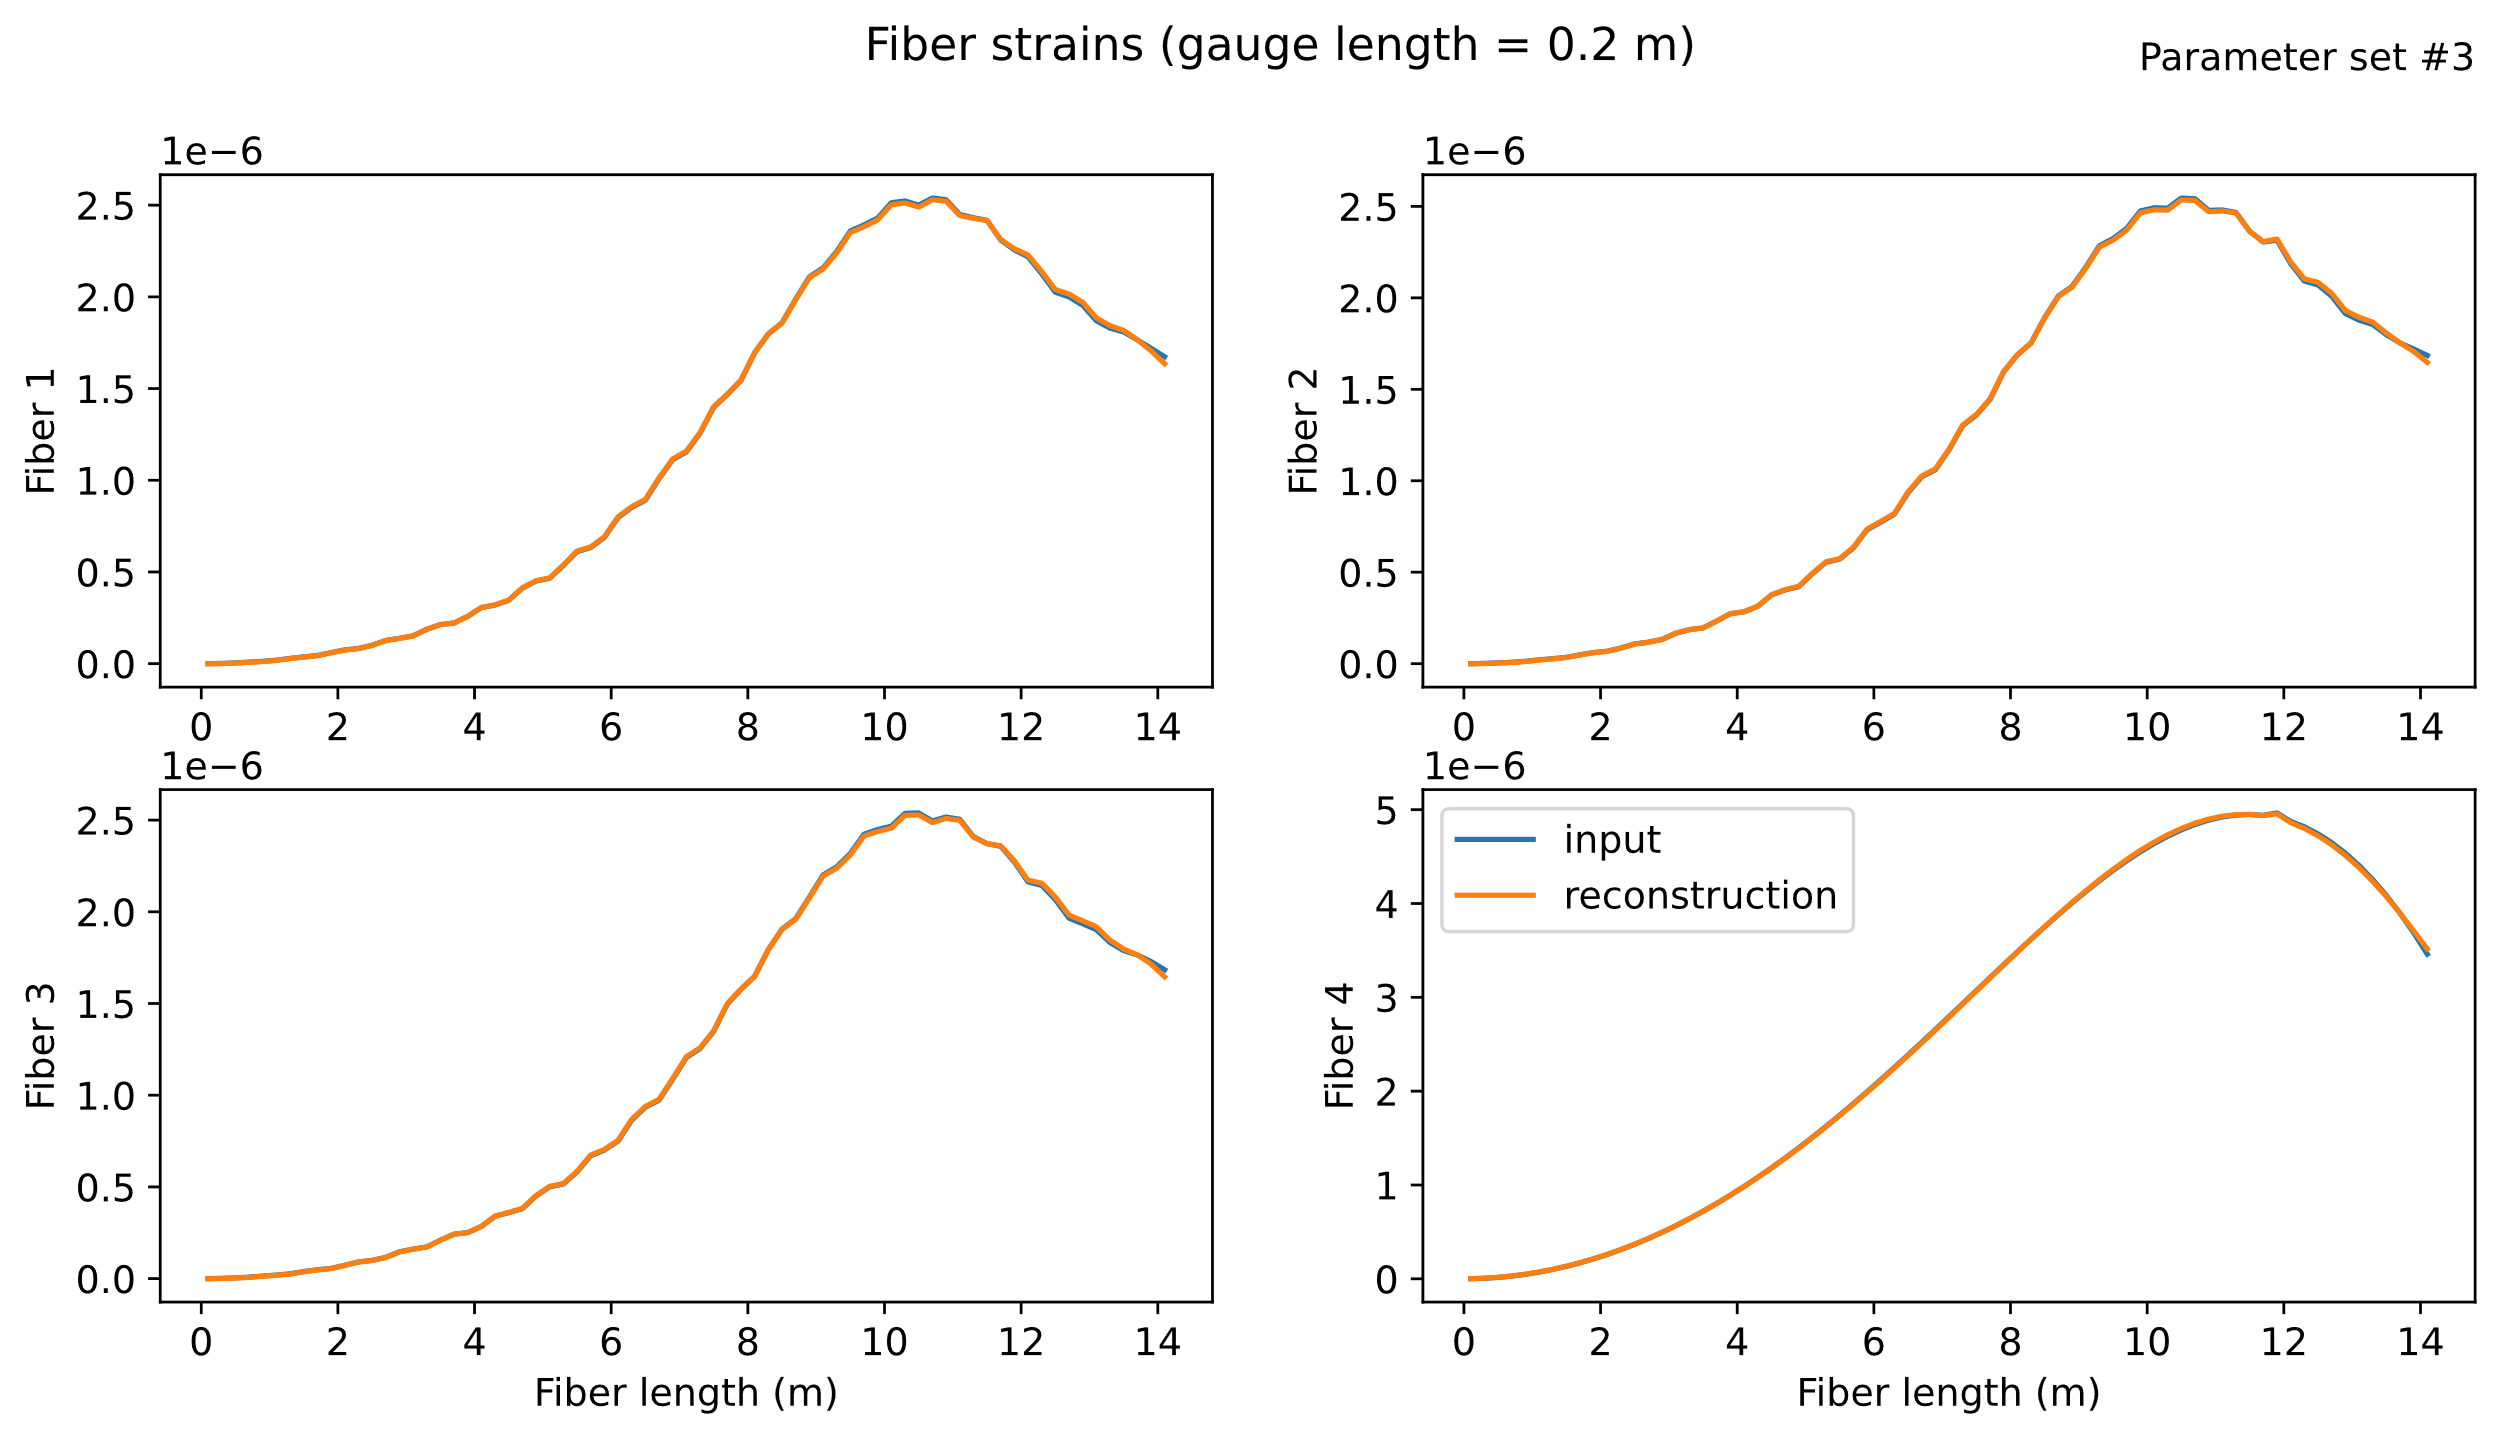 Fiber strains (gauge length = 0.2 m)
Parameter set #3
1e−6
Fiber 1
2.5
2.0
1.5
1.0
0.5
0.0
0 2 4 6 8 10 12 14
1e−6
Fiber 2
2.5
2.0
1.5
1.0
0.5
0.0
0 2 4 6 8 10 12 14
1e−6
Fiber 3
2.5
2.0
1.5
1.0
0.5
0.0
0 2 4 6 8 10 12 14
Fiber length (m)
1e−6
Fiber 4
5
4
3
2
1
0
input
reconstruction
0 2 4 6 8 10 12 14
Fiber length (m)